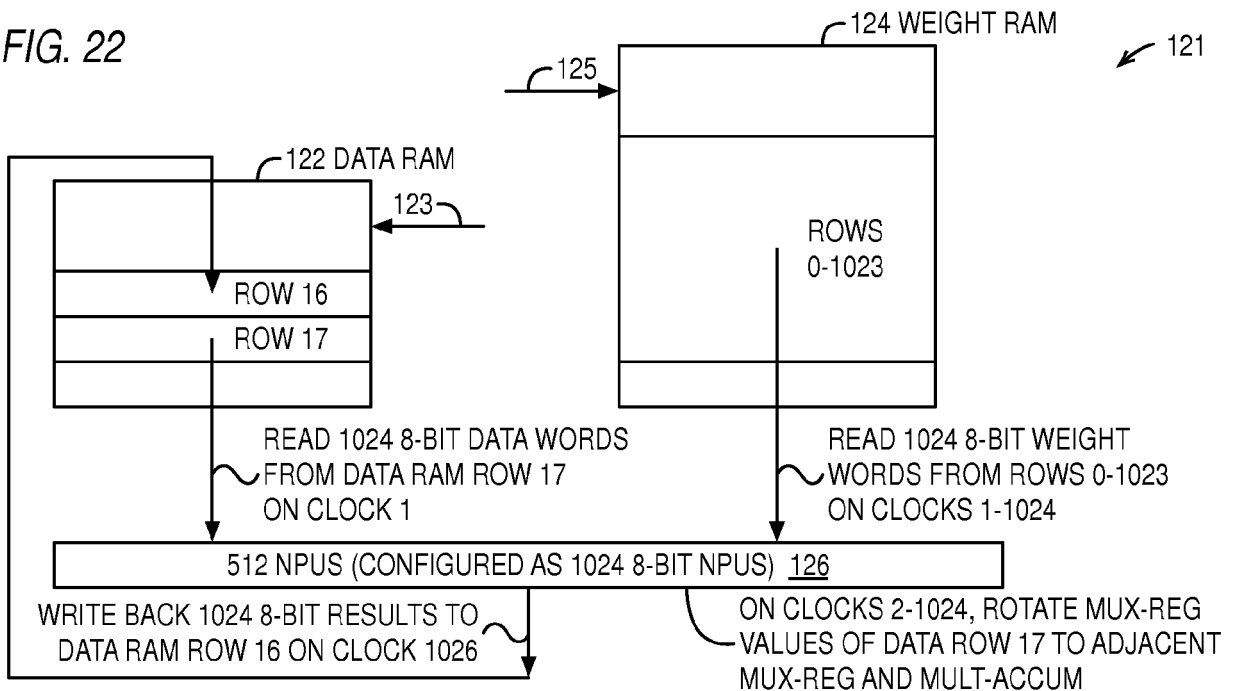 FIG. 22
124 WEIGHT RAM
121
125
122 DATA RAM
123
ROWS
0-1023
ROW 16
ROW 17
READ 1024 8-BIT DATA WORDS
FROM DATA RAM ROW 17
ON CLOCK 1
READ 1024 8-BIT WEIGHT
WORDS FROM ROWS 0-1023
ON CLOCKS 1-1024
512 NPUS (CONFIGURED AS 1024 8-BIT NPUS) 126
WRITE BACK 1024 8-BIT RESULTS TO
DATA RAM ROW 16 ON CLOCK 1026
ON CLOCKS 2-1024, ROTATE MUX-REG
VALUES OF DATA ROW 17 TO ADJACENT
MUX-REG AND MULT-ACCUM